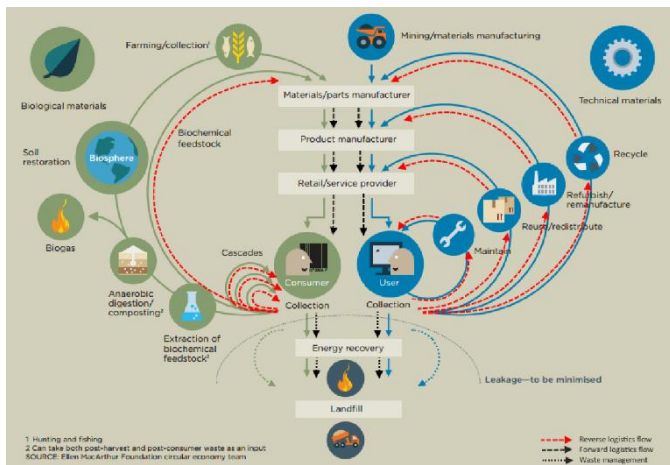 Farming/collection¹
Mining/materials manufacturing
Biological materials
Materials/parts manufacturer
Technical materials
Biochemical
feedstock
Soil
restoration
Biosphere
Product manufacturer
Recycle
Retail/service provider
Refurbish/
remanufacture
Reuse/redistribute
Biogas
Cascades
Maintain
Consumer
User
Anaerobic
digestion/
composting²
Collection
Collection
Extraction of
biochemical
feedstock²
Energy recovery
Leakage—to be minimised
Landfill
1 Hunting and fishing
2 Can take both post-harvest and post-consumer waste as an input
SOURCE: Ellen MacArthur Foundation circular economy team
Reverse logistics flow
Forward logistics flow
Waste management